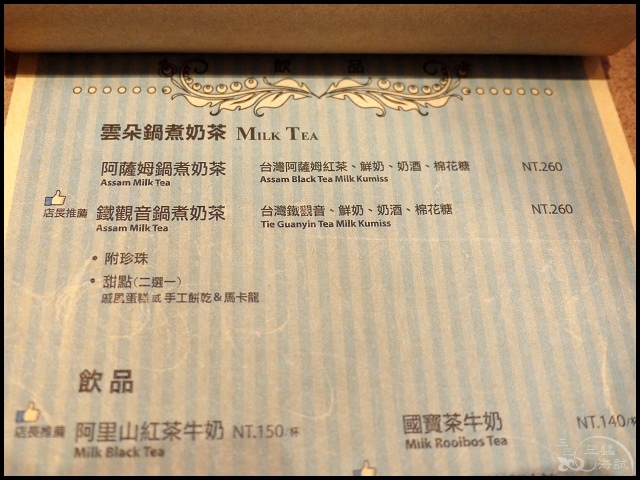 飲 品
雲朵鍋煮奶茶 MILK TEA
阿薩姆鍋煮奶茶 台灣阿薩姆紅茶、鮮奶、奶酒、棉花糖 NT.260
Assam Milk Tea Assam Black Tea Milk Kumiss
店長推薦 鐵觀音鍋煮奶茶 台灣鐵觀音、鮮奶、奶酒、棉花糖 NT.260
Assam Milk Tea Tie Guanyin Tea Milk Kumiss
• 附珍珠
• 甜點(二選一)
戚風蛋糕 或 手工餅乾 & 馬卡龍
飲品
店長推薦 阿里山紅茶牛奶 NT.150/杯 國寶茶牛奶 NT.140/杯
Milk Black Tea Milk Rooibos Tea